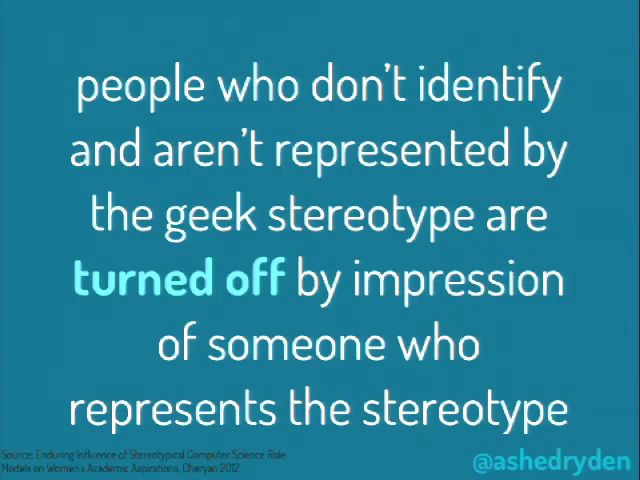 people who don't identify
and aren't represented by
the geek stereotype are
turned off by impression
of someone who
represents the stereotype
Source: Enduring Influence of Stereotypical Computer Science Role
Models on Women's Academic Aspirations, Cheryan 2012
@ashedryden